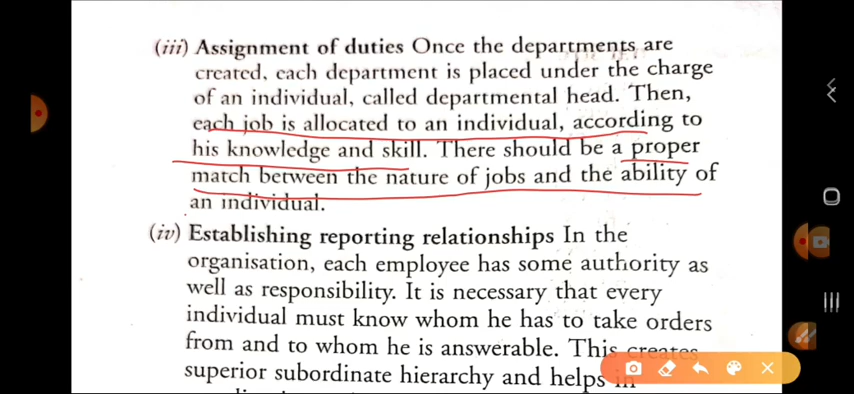 (iii) Assignment of duties Once the departments are
created, each department is placed under the charge
of an individual, called departmental head. Then,
each job is allocated to an individual, according to
his knowledge and skill. There should be a proper
match between the nature of jobs and the ability of
an individual.
(iv) Establishing reporting relationships In the
organisation, each employee has some authority as
well as responsibility. It is necessary that every
individual must know whom he has to take orders
from and to whom he is answerable. This creates
superior subordinate hierarchy and helps in